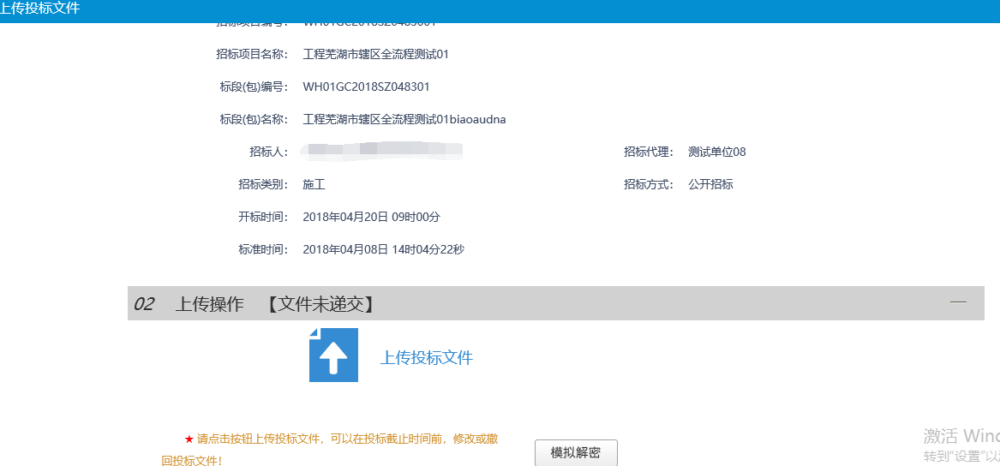 上传投标文件
招标项目编号： WH01GC2018SZ0483001
招标项目名称： 工程芜湖市辖区全流程测试01
标段(包)编号： WH01GC2018SZ048301
标段(包)名称： 工程芜湖市辖区全流程测试01biaoaudna
招标人： 招标代理： 测试单位08
招标类别： 施工 招标方式： 公开招标
开标时间： 2018年04月20日 09时00分
标准时间： 2018年04月08日 14时04分22秒
02 上传操作 【文件未递交】
上传投标文件
★ 请点击按钮上传投标文件，可以在投标截止时间前，修改或撤
回投标文件！
模拟解密
激活 Win
转到"设置"以